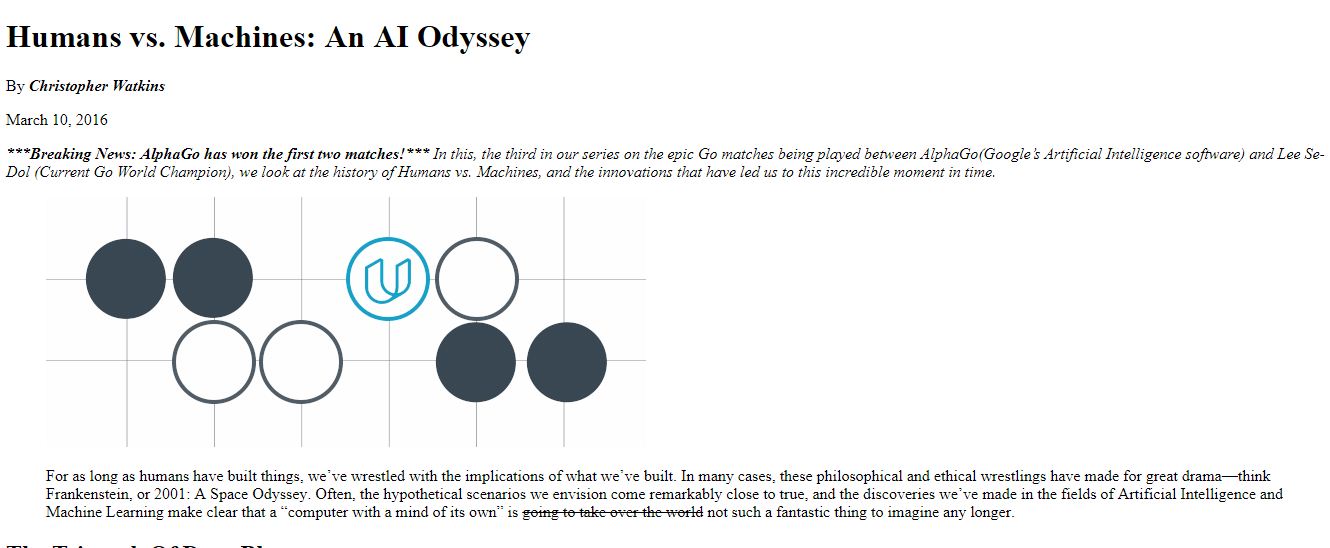 Humans vs. Machines: An AI Odyssey
By Christopher Watkins
March 10, 2016
***Breaking News: AlphaGo has won the first two matches!*** In this, the third in our series on the epic Go matches being played between AlphaGo(Google's Artificial Intelligence software) and Lee Se-
Dol (Current Go World Champion), we look at the history of Humans vs. Machines, and the innovations that have led us to this incredible moment in time.
For as long as humans have built things, we've wrestled with the implications of what we've built. In many cases, these philosophical and ethical wrestlings have made for great drama—think
Frankenstein, or 2001: A Space Odyssey. Often, the hypothetical scenarios we envision come remarkably close to true, and the discoveries we've made in the fields of Artificial Intelligence and
Machine Learning make clear that a “computer with a mind of its own” is going to take over the world not such a fantastic thing to imagine any longer.